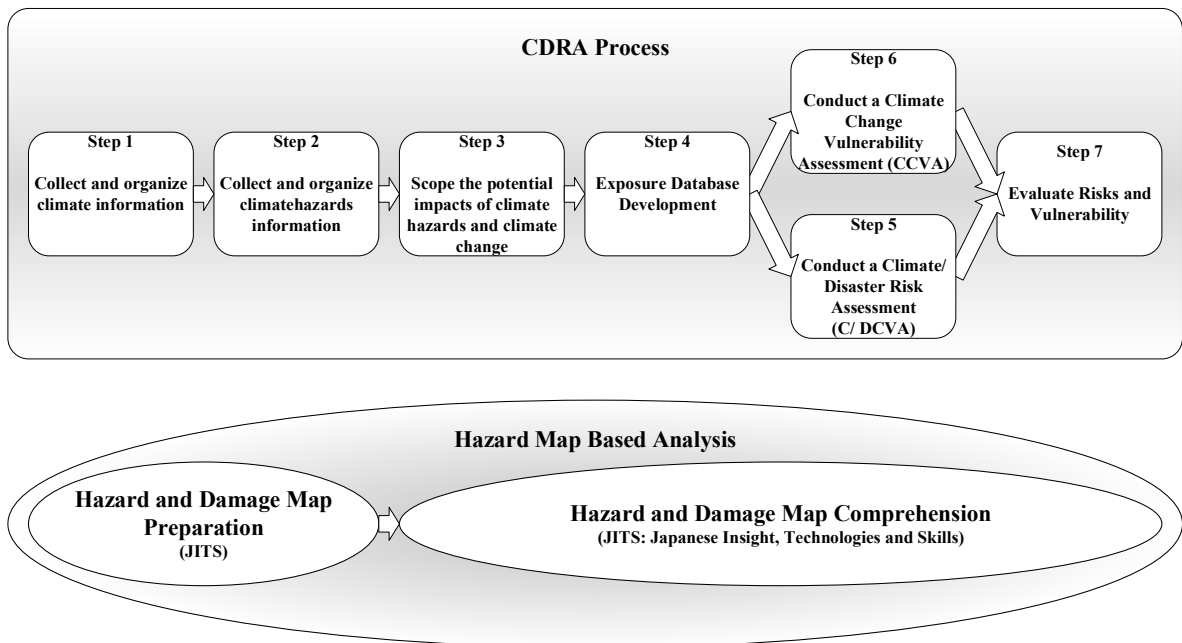 CDRA Process
Step 1
Collect and organize
climate information
Step 2
Collect and organize
climatehazards
information
Step 3
Scope the potential
impacts of climate
hazards and climate
change
Step 4
Exposure Database
Development
Step 6
Conduct a Climate
Change
Vulnerability
Assessment (CCVA)
Step 5
Conduct a Climate/
Disaster Risk
Assessment
(C/ DCVA)
Step 7
Evaluate Risks and
Vulnerability
Hazard Map Based Analysis
Hazard and Damage Map
Preparation
(JITS)
Hazard and Damage Map Comprehension
(JITS: Japanese Insight, Technologies and Skills)